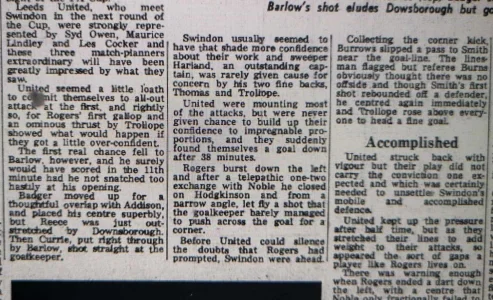 Barlow's shot eludes Dowsborough but
Leeds United, who meet
Swindon in the next round of
the Cup, were strongly repre-
sented by Syd Owen, Maurice
Lindley and Les Cocker and
these three match-planners
extraordinary will have been
greatly impressed by what they
saw.
United seemed a little loath
to commit themselves to all-out
attack at the first, and rightly
so, for Rogers' first gallop and
an ominous thrust by Trollope
showed what would happen if
they got a little over-confident.
The first real chance fell to
Barlow, however, and he surely
would have scored in the 11th
minute had he not snatched too
hastily at his opening.
Badger moved up for a
thoughtful overlap with Addison,
and placed his centre superbly,
but Reece was just out-
stretched by Downsborough.
Then Currie, put right through
by Barlow, shot straight at the
goalkeeper.
Swindon usually seemed to
have that shade more confidence
about their work and sweeper
Harland, an outstanding cap-
tain, was rarely given cause for
concern by his two fine backs,
Thomas and Trollope.
United were mounting most
of the attacks, but were never
given chance to build up their
confidence to impregnable pro-
portions, and they suddenly
found themselves a goal down
after 38 minutes.
Rogers burst down the left
and after a telepathic one-two
exchange with Noble he closed
on Hodgkinson and from a
narrow angle, let fly a shot that
the goalkeeper barely managed
to push across the goal for a
corner.
Before United could silence
the doubts that Rogers had
prompted, Swindon were ahead.
Collecting the corner kick,
Burrows slipped a pass to Smith
near the goal-line. The lines-
man flagged but referee Burns
obviously thought there was no
offside and though Smith's first
shot rebounded off a defender,
he centred again immediately
and Trollope rose above every-
one to head a fine goal.
Accomplished
United struck back with
vigour but their play did not
carry the conviction one ex-
pected and which was certainly
needed to unsettle Swindon's
mobile and accomplished
defence.
United kept up the pressure
after half time, but as they
stretched their lines to add
weight to their attacks, so
appeared the sort of gaps a
player like Rogers lives on.
There was warning enough
when Rogers ended a dart down
the left, with a centre that
Noble only failed to